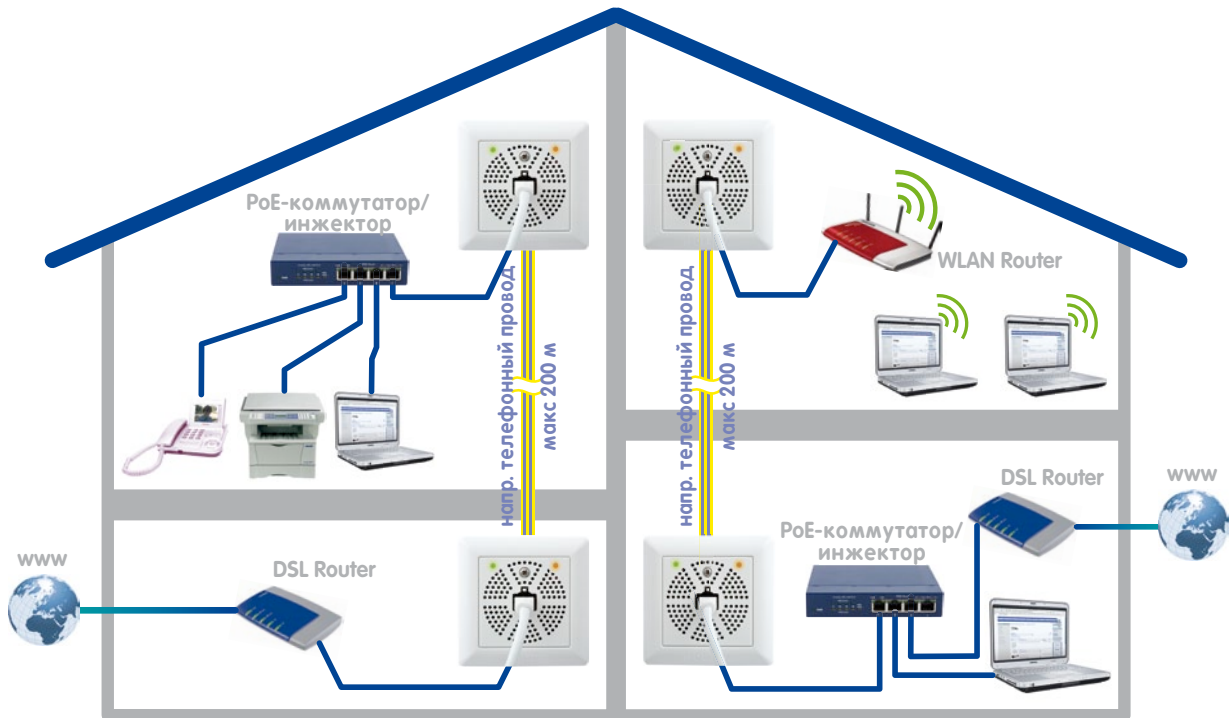 PoE-коммутатор/
инжектор
WLAN Router
напр. телефонный провод
макс 200 м
напр. телефонный провод
макс 200 м
DSL Router
www
PoE-коммутатор/
инжектор
www
DSL Router